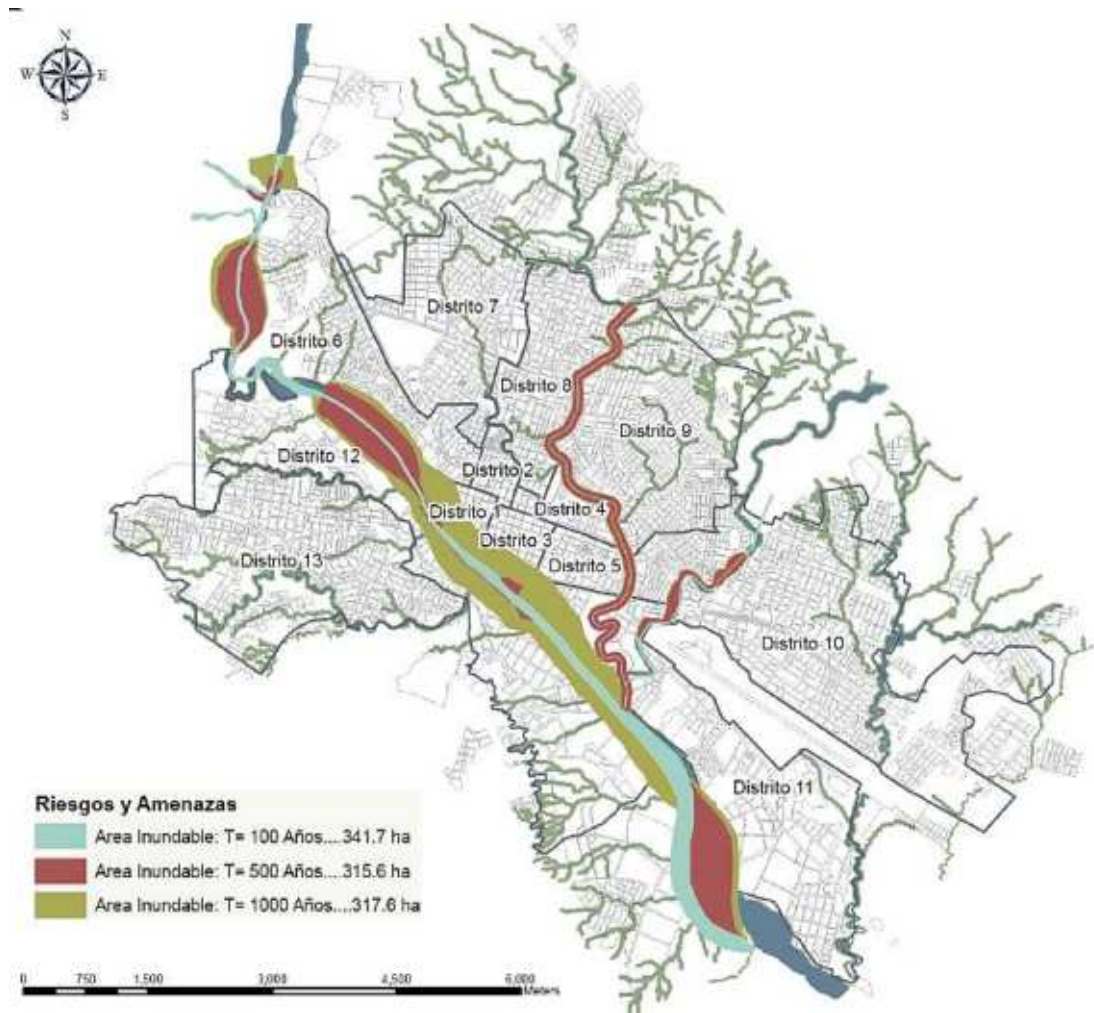 N
W E
S
Distrito 7
Distrito 6
Distrito 8
Distrito 9
Distrito 12
Distrito 2
Distrito 1
Distrito 4
Distrito 3
Distrito 5
Distrito 13
Distrito 10
Distrito 11
Riesgos y Amenazas
Area Inundable: T= 100 Años....341.7 ha
Area Inundable: T= 500 Años....315.6 ha
Area Inundable: T= 1000 Años....317.6 ha
0 750 1,500 3,000 4,500 6,000
Meters